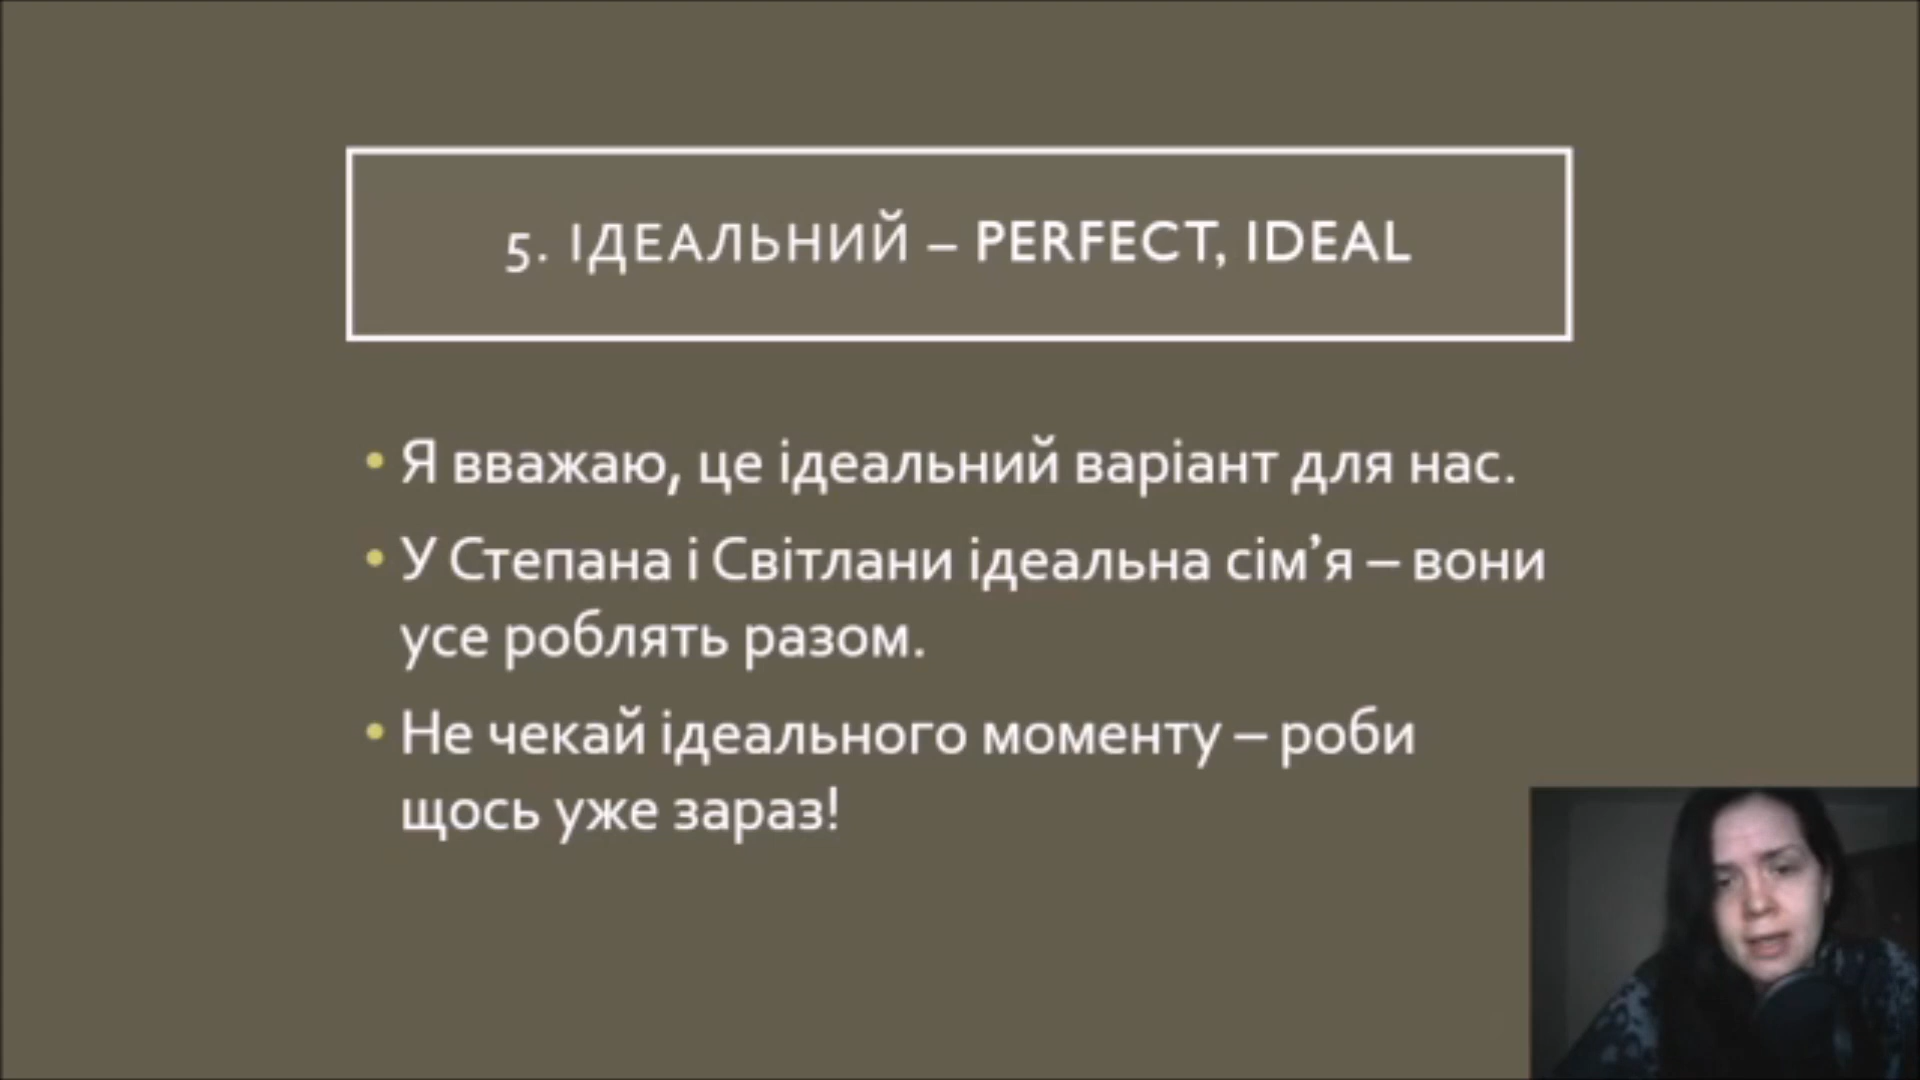 5. ІДЕАЛЬНИЙ – PERFECT, IDEAL
• Я вважаю, це ідеальний варіант для нас.
• У Степана і Світлани ідеальна сім’я – вони
усе роблять разом.
• Не чекай ідеального моменту – роби
щось уже зараз!